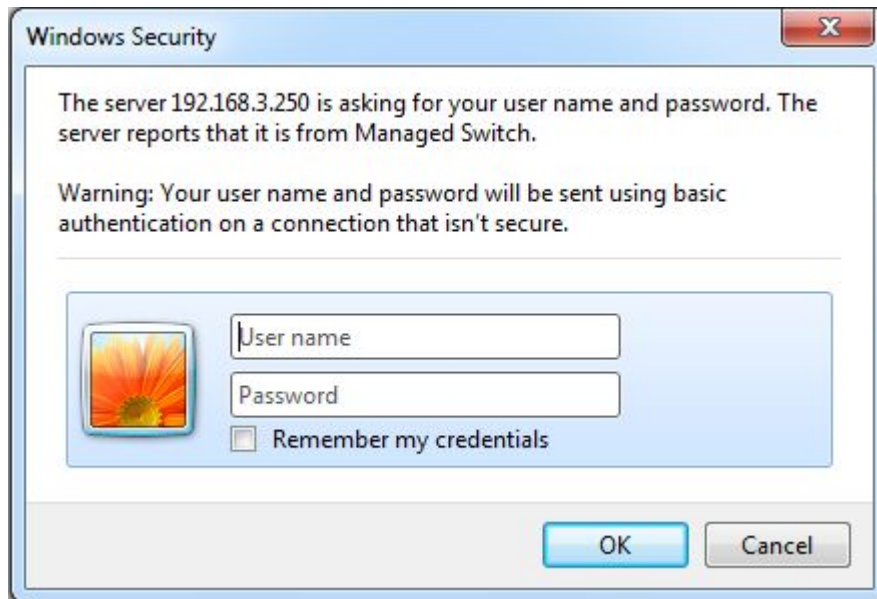 Windows Security
The server 192.168.3.250 is asking for your user name and password. The
server reports that it is from Managed Switch.
Warning: Your user name and password will be sent using basic
authentication on a connection that isn't secure.
User name
Password
Remember my credentials
OK
Cancel